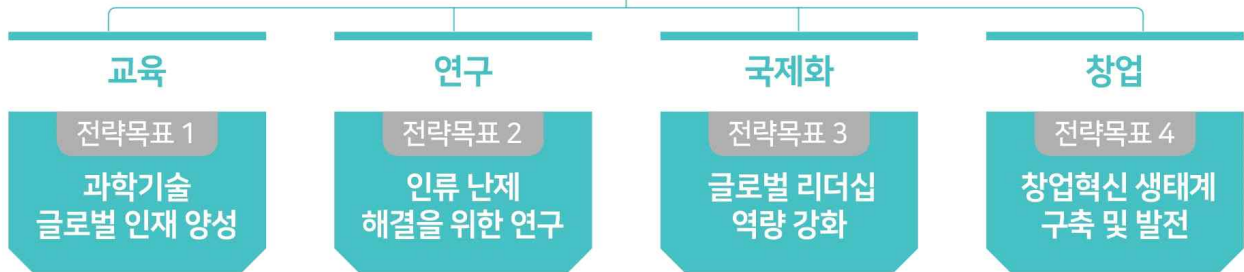 교육
전략목표 1
과학기술
글로벌 인재 양성
연구
전략목표 2
인류 난제
해결을 위한 연구
국제화
전략목표 3
글로벌 리더십
역량 강화
창업
전략목표 4
창업혁신 생태계
구축 및 발전